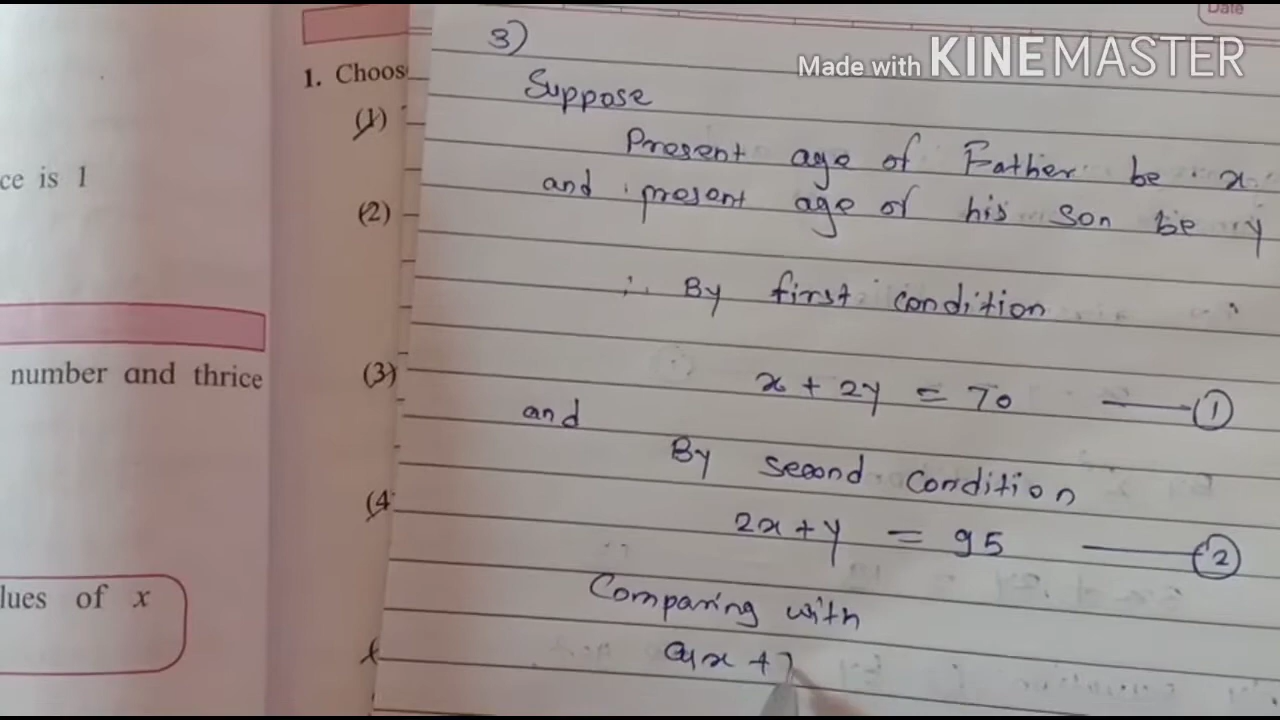 Date
Made with KINEMASTER
ce is 1
number and thrice
lues of x
1. Choos
(1)
(2)
(3)
(4
3)
Suppose
Present age of Father be x
and present age of his son be y
∴ By first condition
x + 2y = 70 — ①
and
By second condition
2x + y = 95 — ②
Comparing with
a₁x +